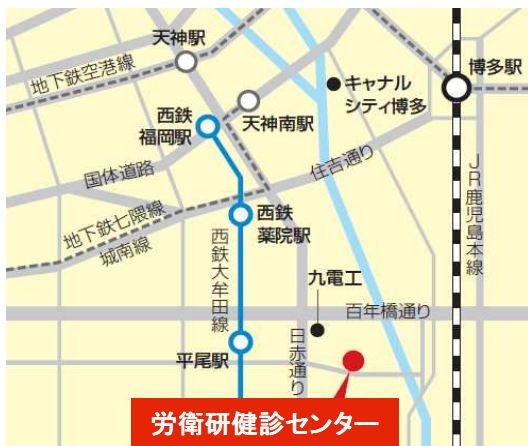 天神駅
博多駅
地下鉄空港線
キャナル
シティ博多
西鉄
福岡駅
天神南駅
住吉通り
国体道路
JR鹿児島本線
地下鉄七隈線
城南線
西鉄
薬院駅
西鉄大牟田線
九電工
百年橋通り
日赤通り
平尾駅
労衛研健診センター